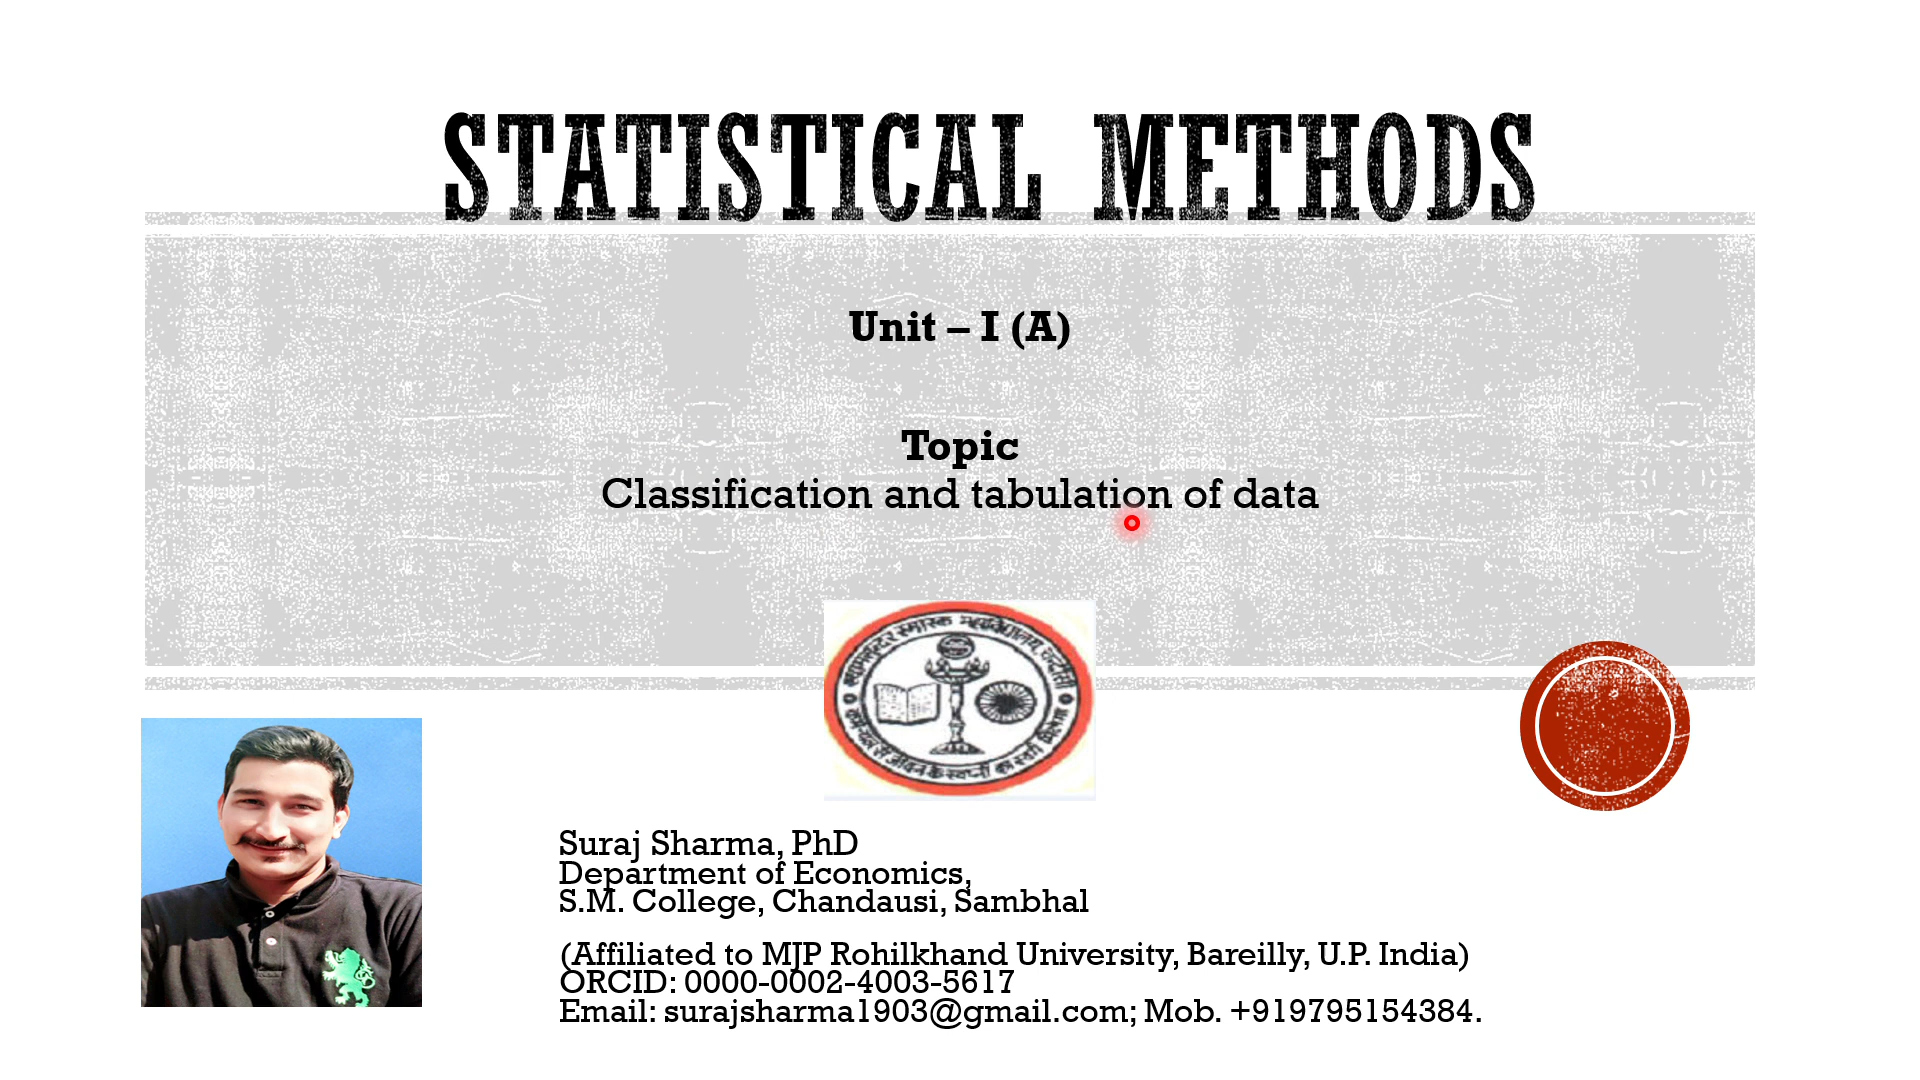 STATISTICAL METHODS
Unit – I (A)
Topic
Classification and tabulation of data
Suraj Sharma, PhD
Department of Economics,
S.M. College, Chandausi, Sambhal
(Affiliated to MJP Rohilkhand University, Bareilly, U.P. India)
ORCID: 0000-0002-4003-5617
Email: surajsharma1903@gmail.com; Mob. +919795154384.